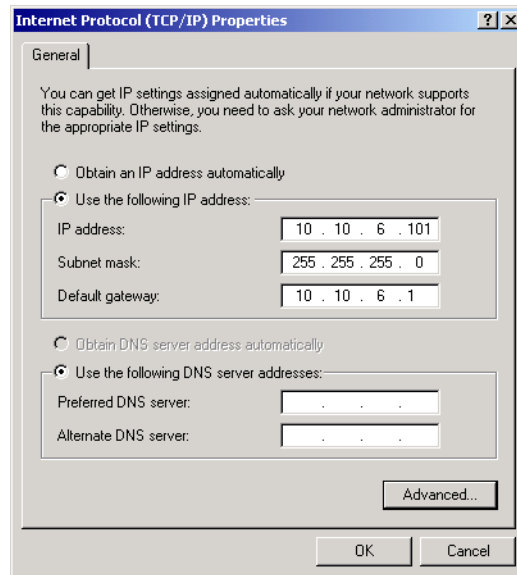 Internet Protocol (TCP/IP) Properties
General
You can get IP settings assigned automatically if your network supports
this capability. Otherwise, you need to ask your network administrator for
the appropriate IP settings.
Obtain an IP address automatically
Use the following IP address:
IP address: 10 . 10 . 6 . 101
Subnet mask: 255 . 255 . 255 . 0
Default gateway: 10 . 10 . 6 . 1
Obtain DNS server address automatically
Use the following DNS server addresses:
Preferred DNS server: . . .
Alternate DNS server: . . .
Advanced...
OK Cancel